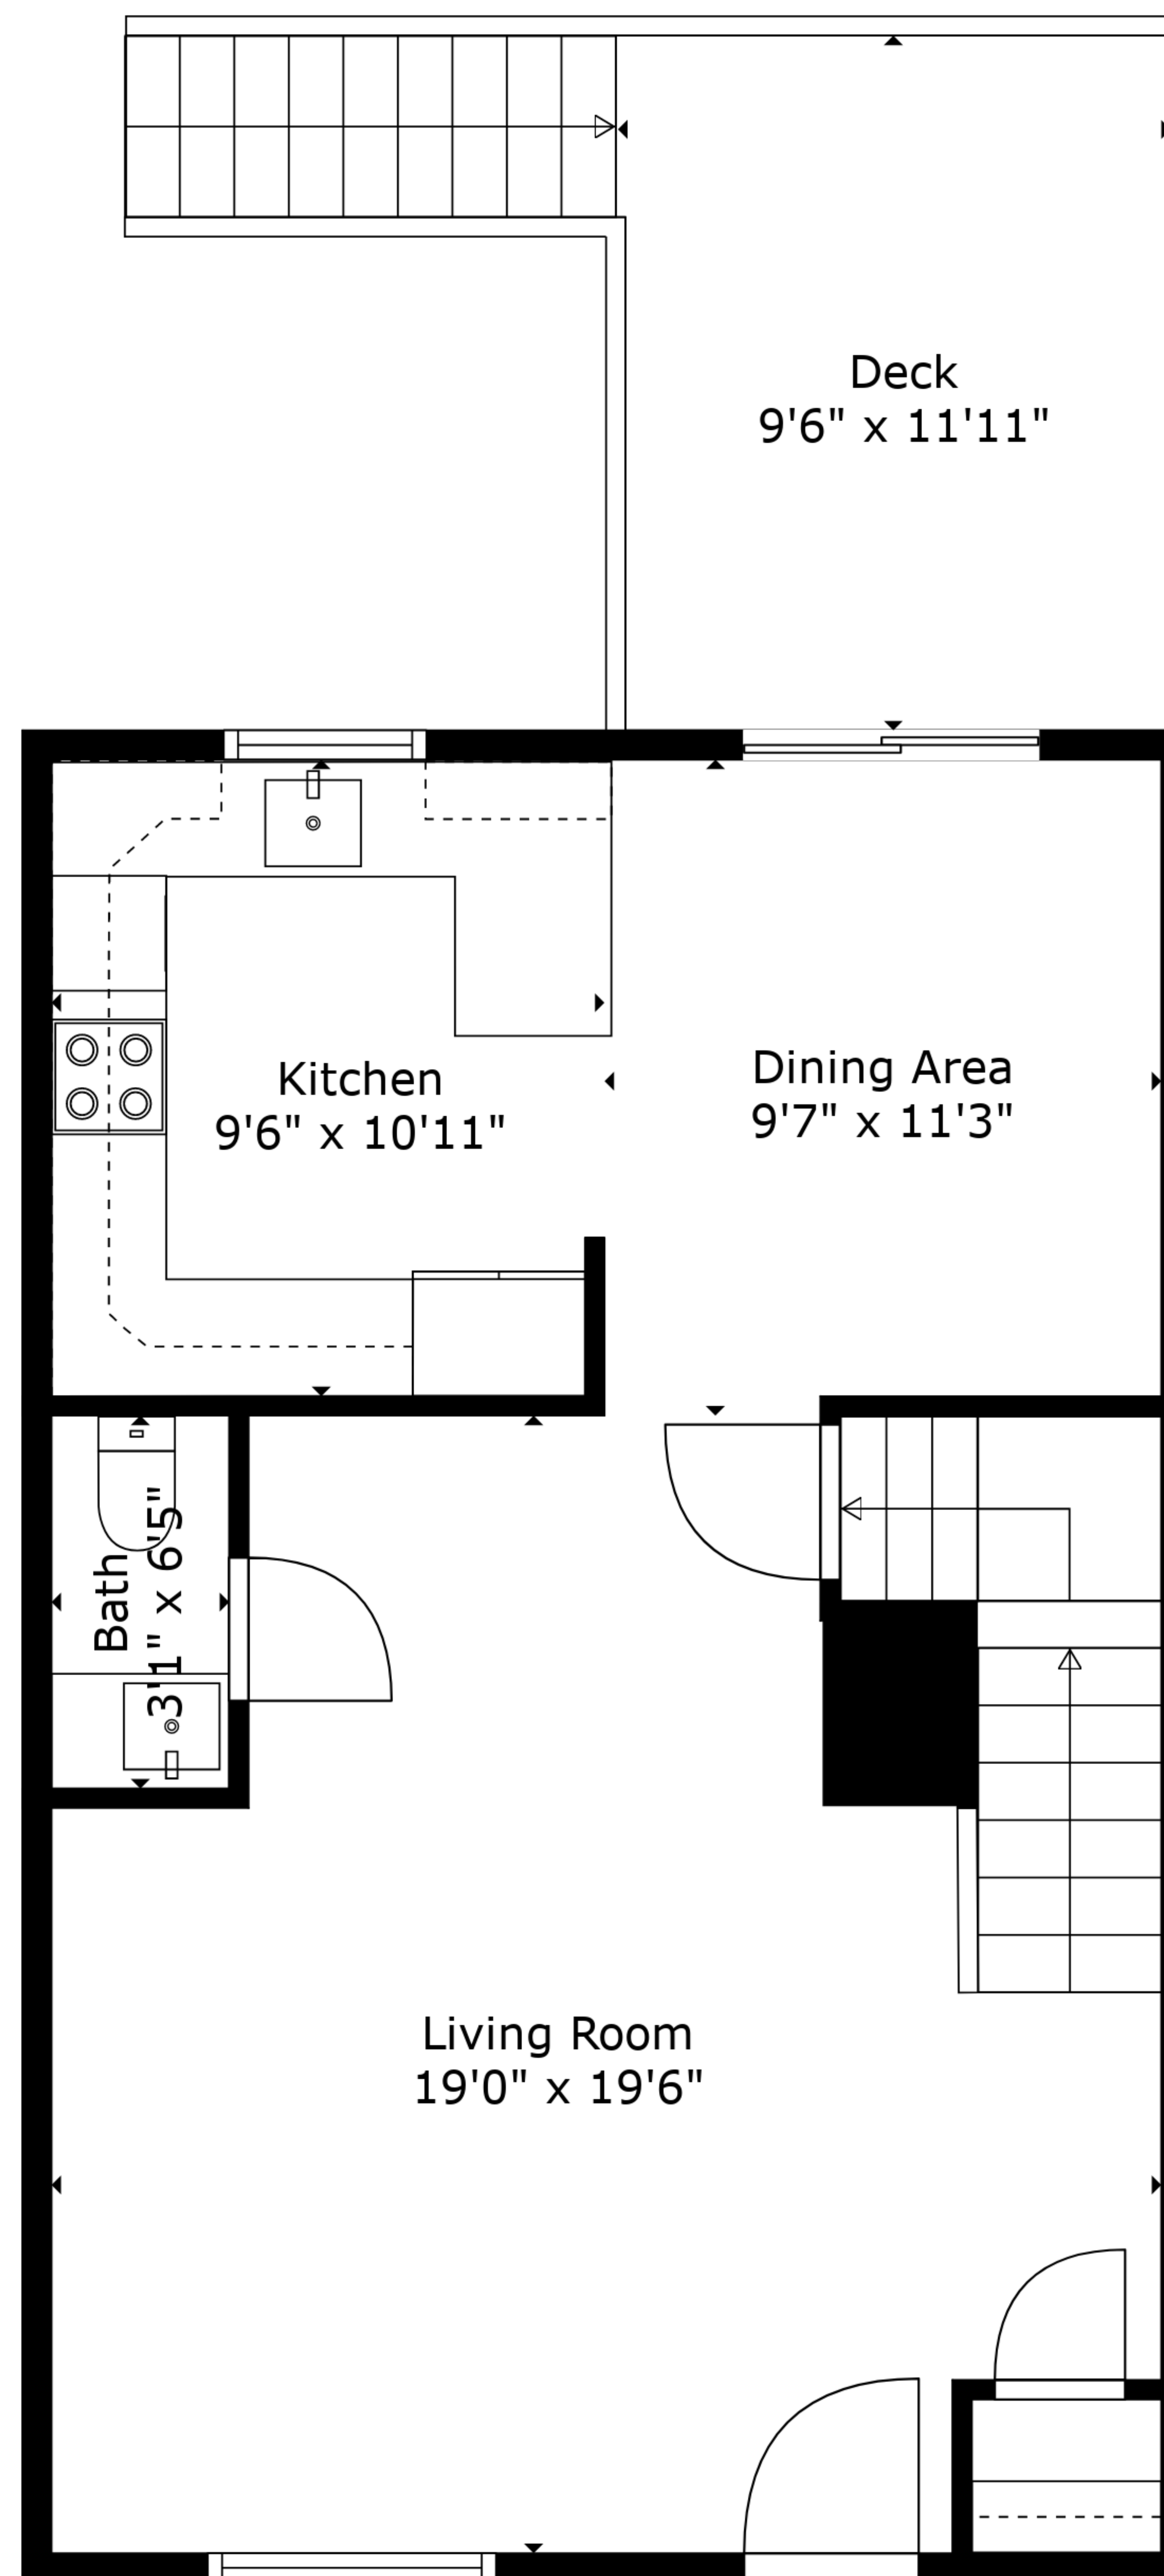 Deck
9'6" x 11'11"
Kitchen
9'6" x 10'11"
Dining Area
9'7" x 11'3"
Bath
3'1" x 6'5"
Living Room
19'0" x 19'6"